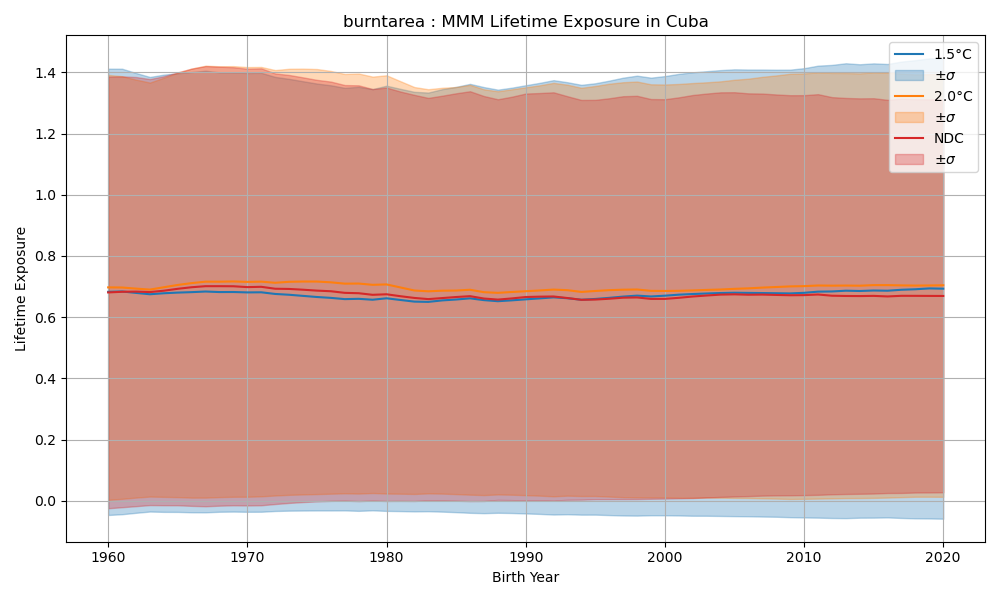 burntarea : MMM Lifetime Exposure in Cuba
1.5°C
±σ
2.0°C
±σ
NDC
±σ
Lifetime Exposure
1.4
1.2
1.0
0.8
0.6
0.4
0.2
0.0
1960 1970 1980 1990 2000 2010 2020
Birth Year